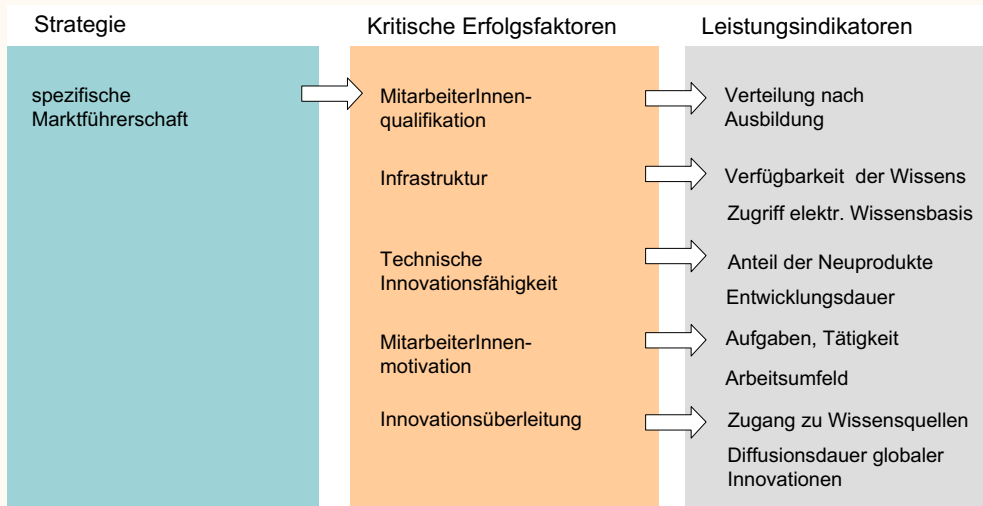 Strategie
Kritische Erfolgsfaktoren
Leistungsindikatoren
spezifische
Marktführerschaft
MitarbeiterInnen-
qualifikation
Verteilung nach
Ausbildung
Infrastruktur
Verfügbarkeit der Wissens
Zugriff elektr. Wissensbasis
Technische
Innovationsfähigkeit
Anteil der Neuprodukte
Entwicklungsdauer
MitarbeiterInnen-
motivation
Aufgaben, Tätigkeit
Arbeitsumfeld
Innovationsüberleitung
Zugang zu Wissensquellen
Diffusionsdauer globaler
Innovationen